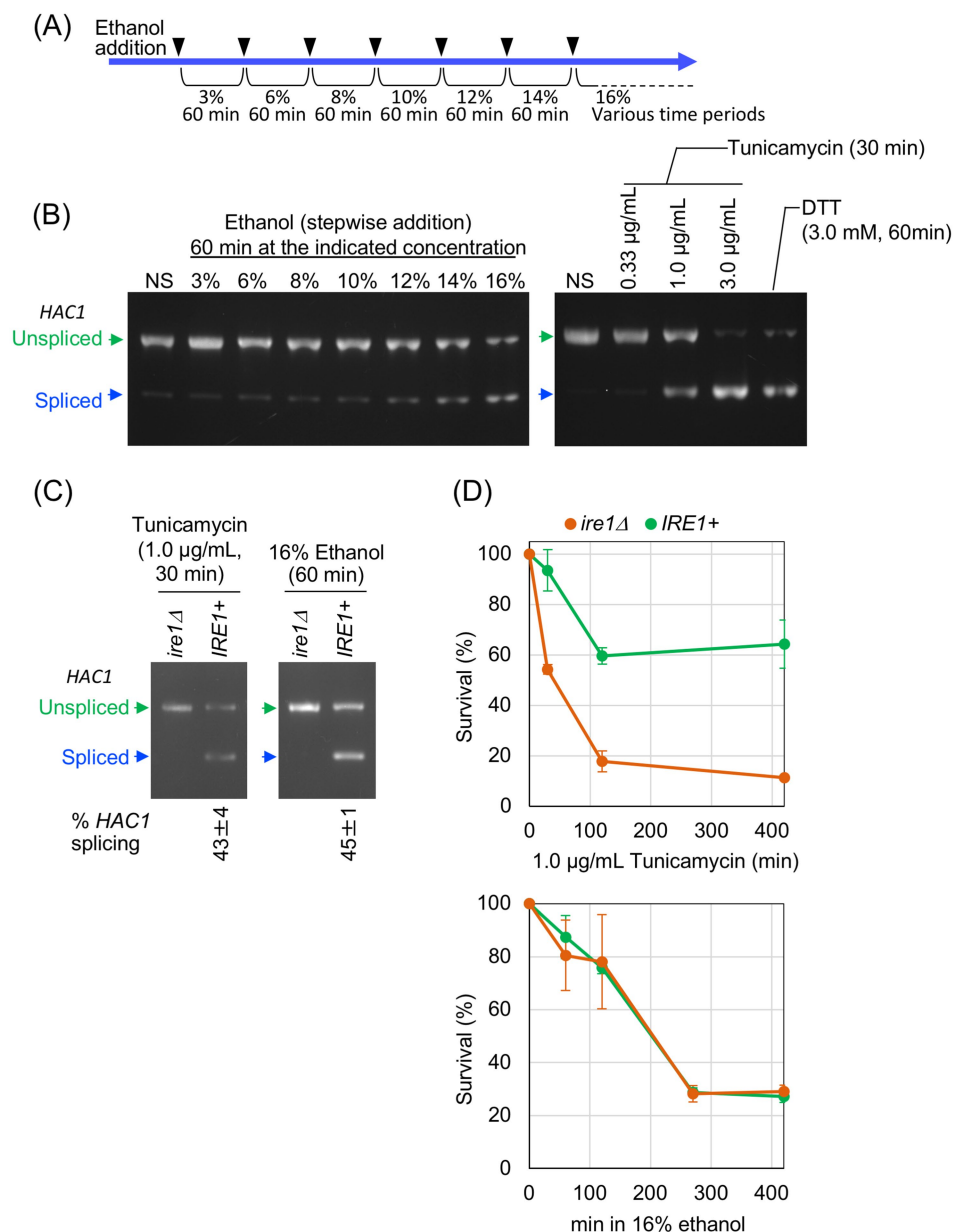 (A)
Ethanol
addition
3% 6% 8% 10% 12% 14% 16%
60 min 60 min 60 min 60 min 60 min 60 min Various time periods
(B)
Ethanol (stepwise addition)
60 min at the indicated concentration
NS 3% 6% 8% 10% 12% 14% 16%
HAC1
Unspliced
Spliced
Tunicamycin (30 min)
DTT
(3.0 mM, 60min)
NS 0.33 µg/mL 1.0 µg/mL 3.0 µg/mL
(C)
Tunicamycin
(1.0 µg/mL,
30 min)
16% Ethanol
(60 min)
ire1Δ IRE1+ ire1Δ IRE1+
HAC1
Unspliced
Spliced
% HAC1
splicing
43±4 45±1
(D)
ire1Δ IRE1+
Survival (%)
100
80
60
40
20
0
0 100 200 300 400
1.0 µg/mL Tunicamycin (min)
Survival (%)
100
80
60
40
20
0
0 100 200 300 400
min in 16% ethanol